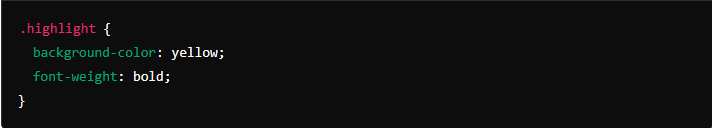 .highlight {
  background-color: yellow;
  font-weight: bold;
}